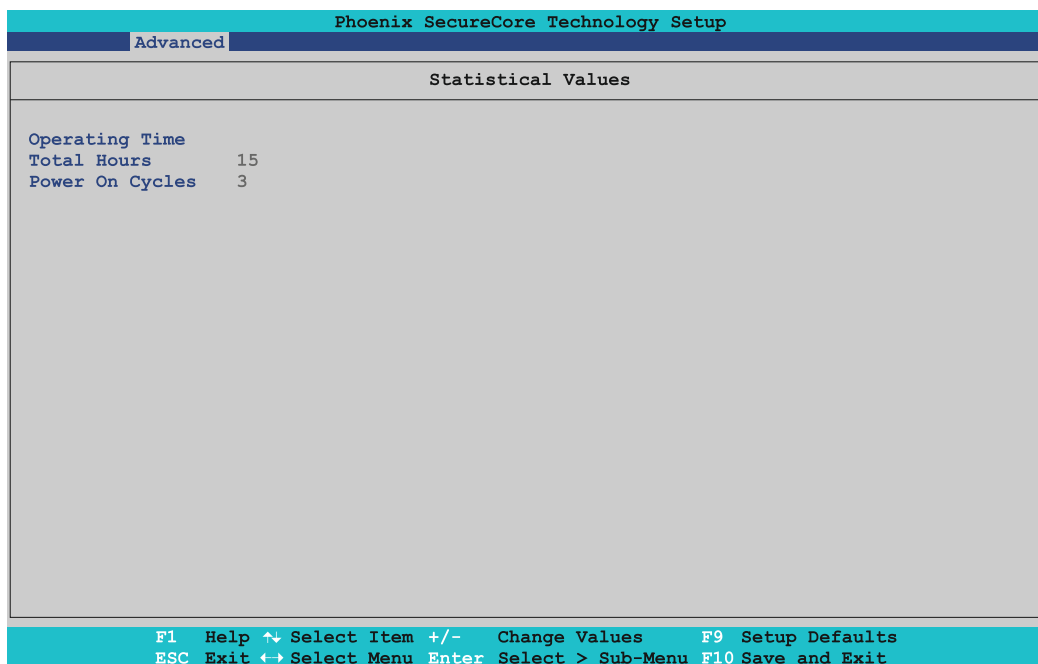 Phoenix SecureCore Technology Setup
Advanced
Statistical Values
Operating Time
Total Hours 15
Power On Cycles 3
F1 Help ↑↓ Select Item +/- Change Values F9 Setup Defaults
ESC Exit ←→ Select Menu Enter Select > Sub-Menu F10 Save and Exit